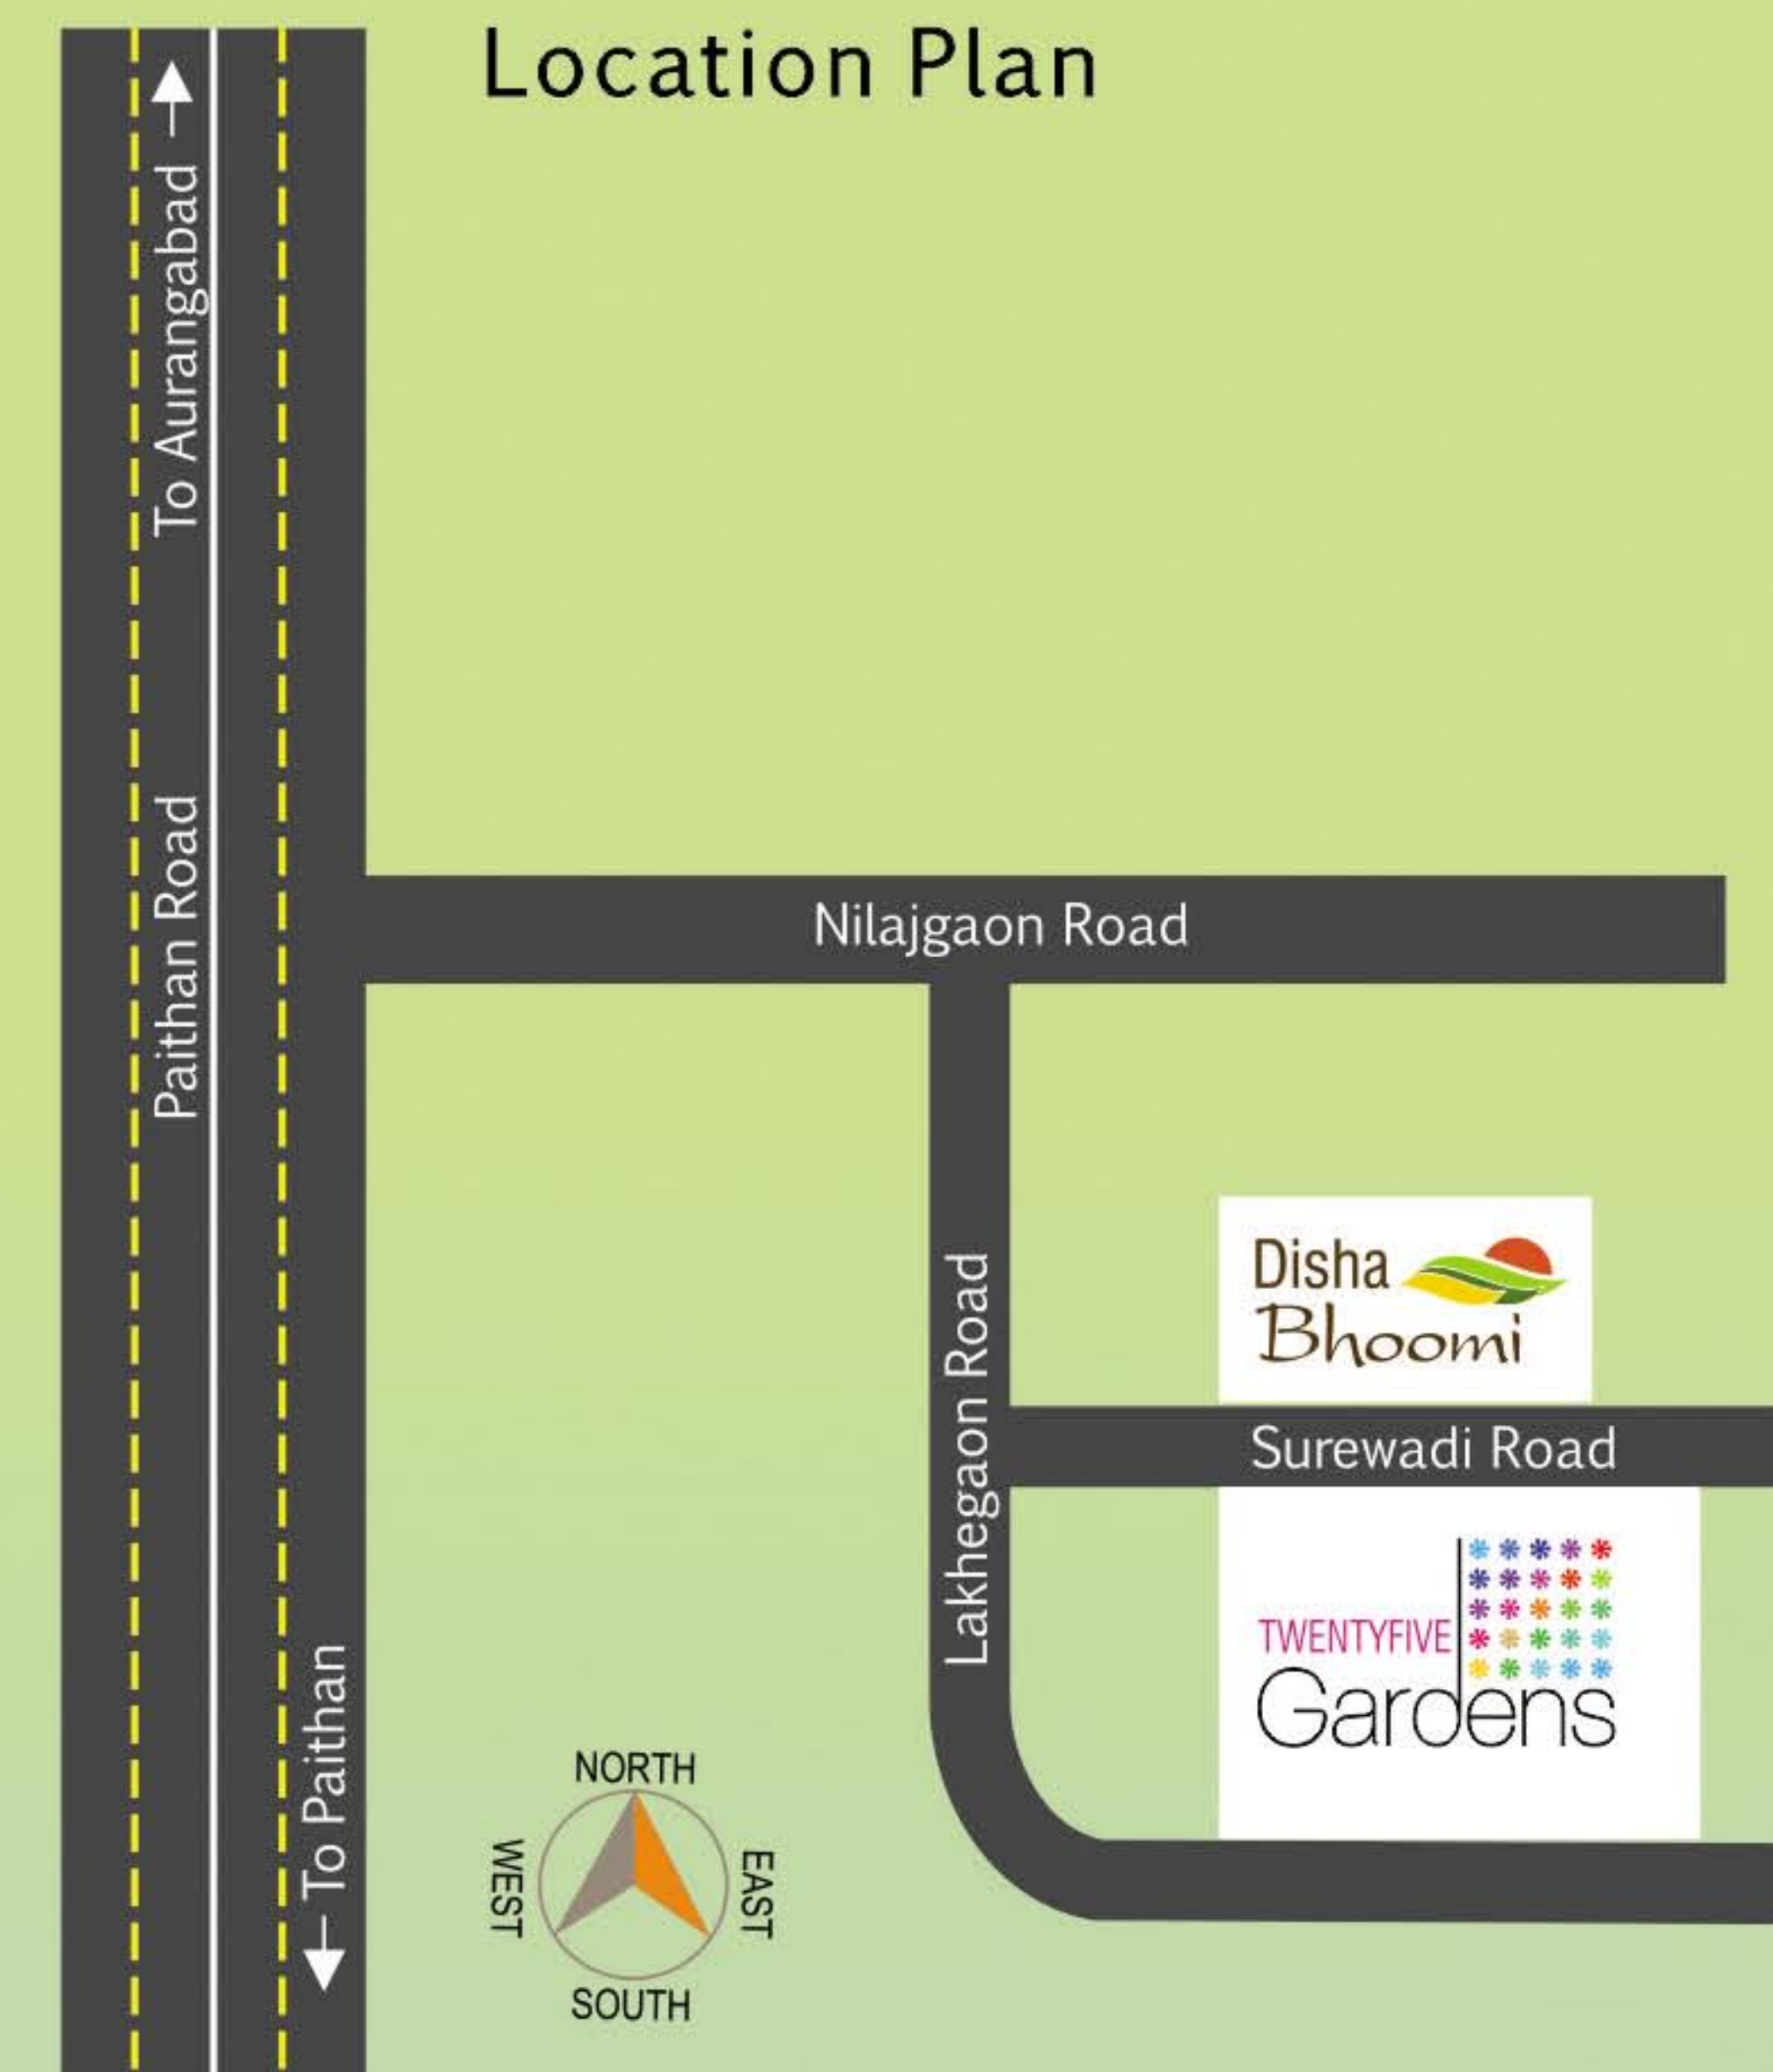 Location Plan
To Aurangabad
Paithan Road
Nilajgaon Road
Lakhegaon Road
Disha
Bhoomi
Surewadi Road
TWENTYFIVE
Gardens
To Paithan
NORTH
WEST
EAST
SOUTH